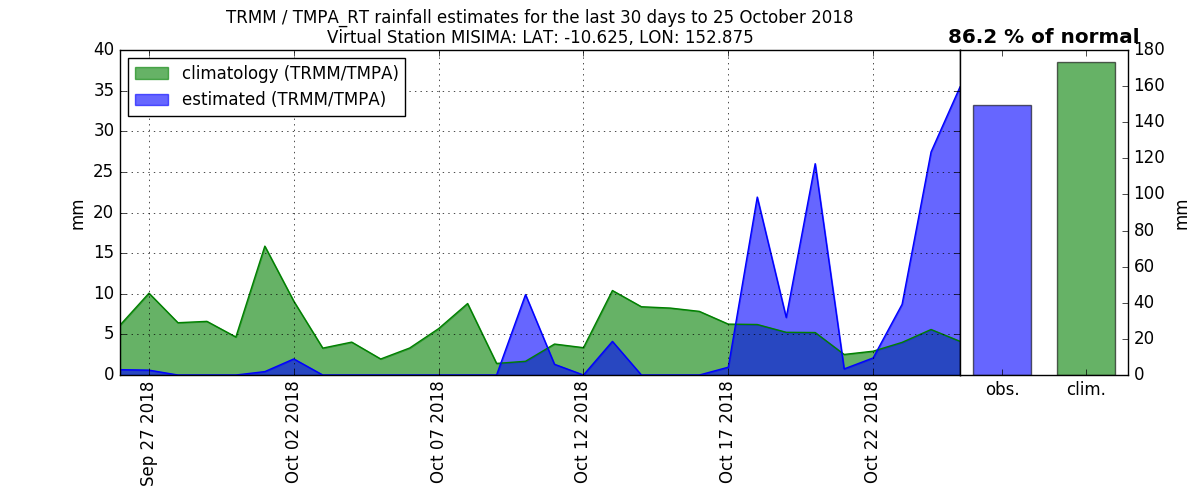 TRMM / TMPA_RT rainfall estimates for the last 30 days to 25 October 2018
Virtual Station MISIMA: LAT: -10.625, LON: 152.875
86.2 % of normal
climatology (TRMM/TMPA)
estimated (TRMM/TMPA)
40
35
30
25
20
15
10
5
0
mm
Sep 27 2018
Oct 02 2018
Oct 07 2018
Oct 12 2018
Oct 17 2018
Oct 22 2018
obs.
clim.
180
160
140
120
100
80
60
40
20
0
mm